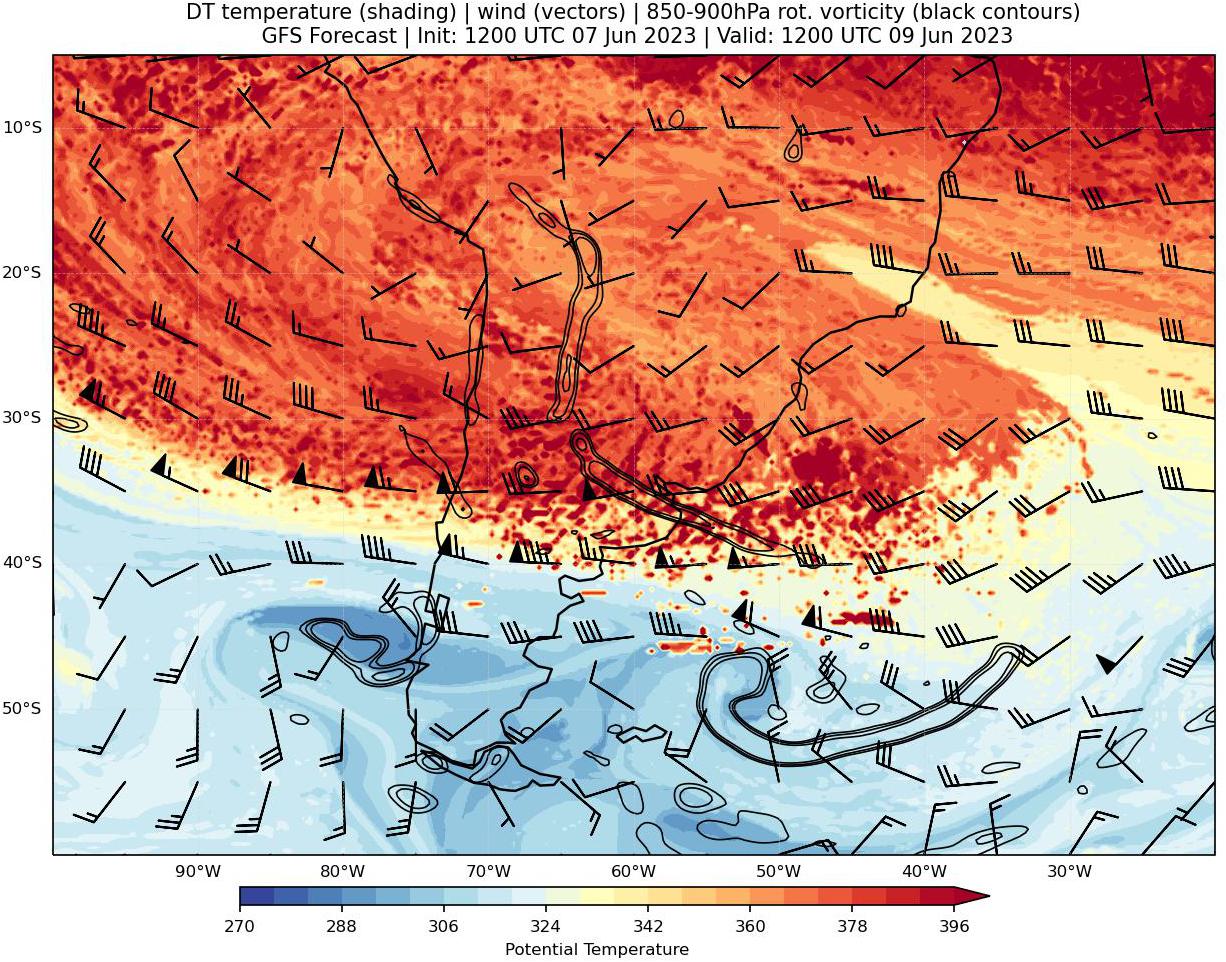 DT temperature (shading) | wind (vectors) | 850-900hPa rot. vorticity (black contours)
GFS Forecast | Init: 1200 UTC 07 Jun 2023 | Valid: 1200 UTC 09 Jun 2023
10°S
20°S
30°S
40°S
50°S
90°W 80°W 70°W 60°W 50°W 40°W 30°W
270 288 306 324 342 360 378 396
Potential Temperature